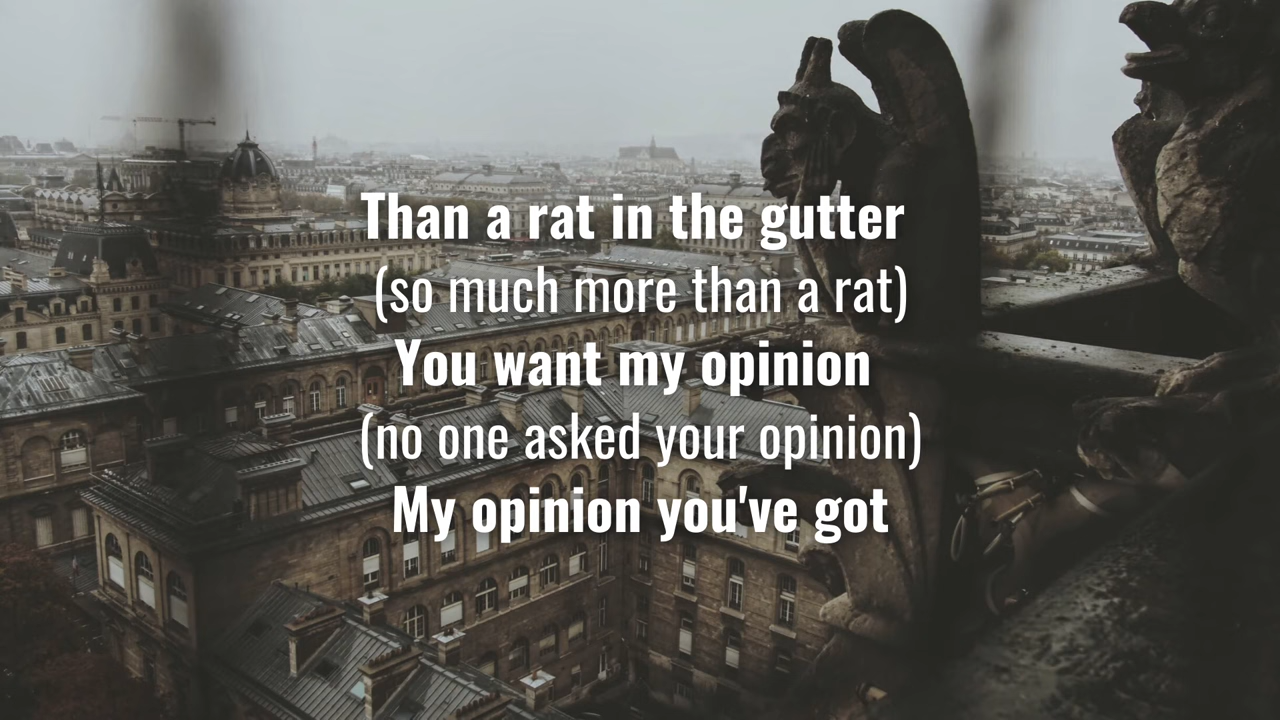 Than a rat in the gutter
(so much more than a rat)
You want my opinion
(no one asked your opinion)
My opinion you've got